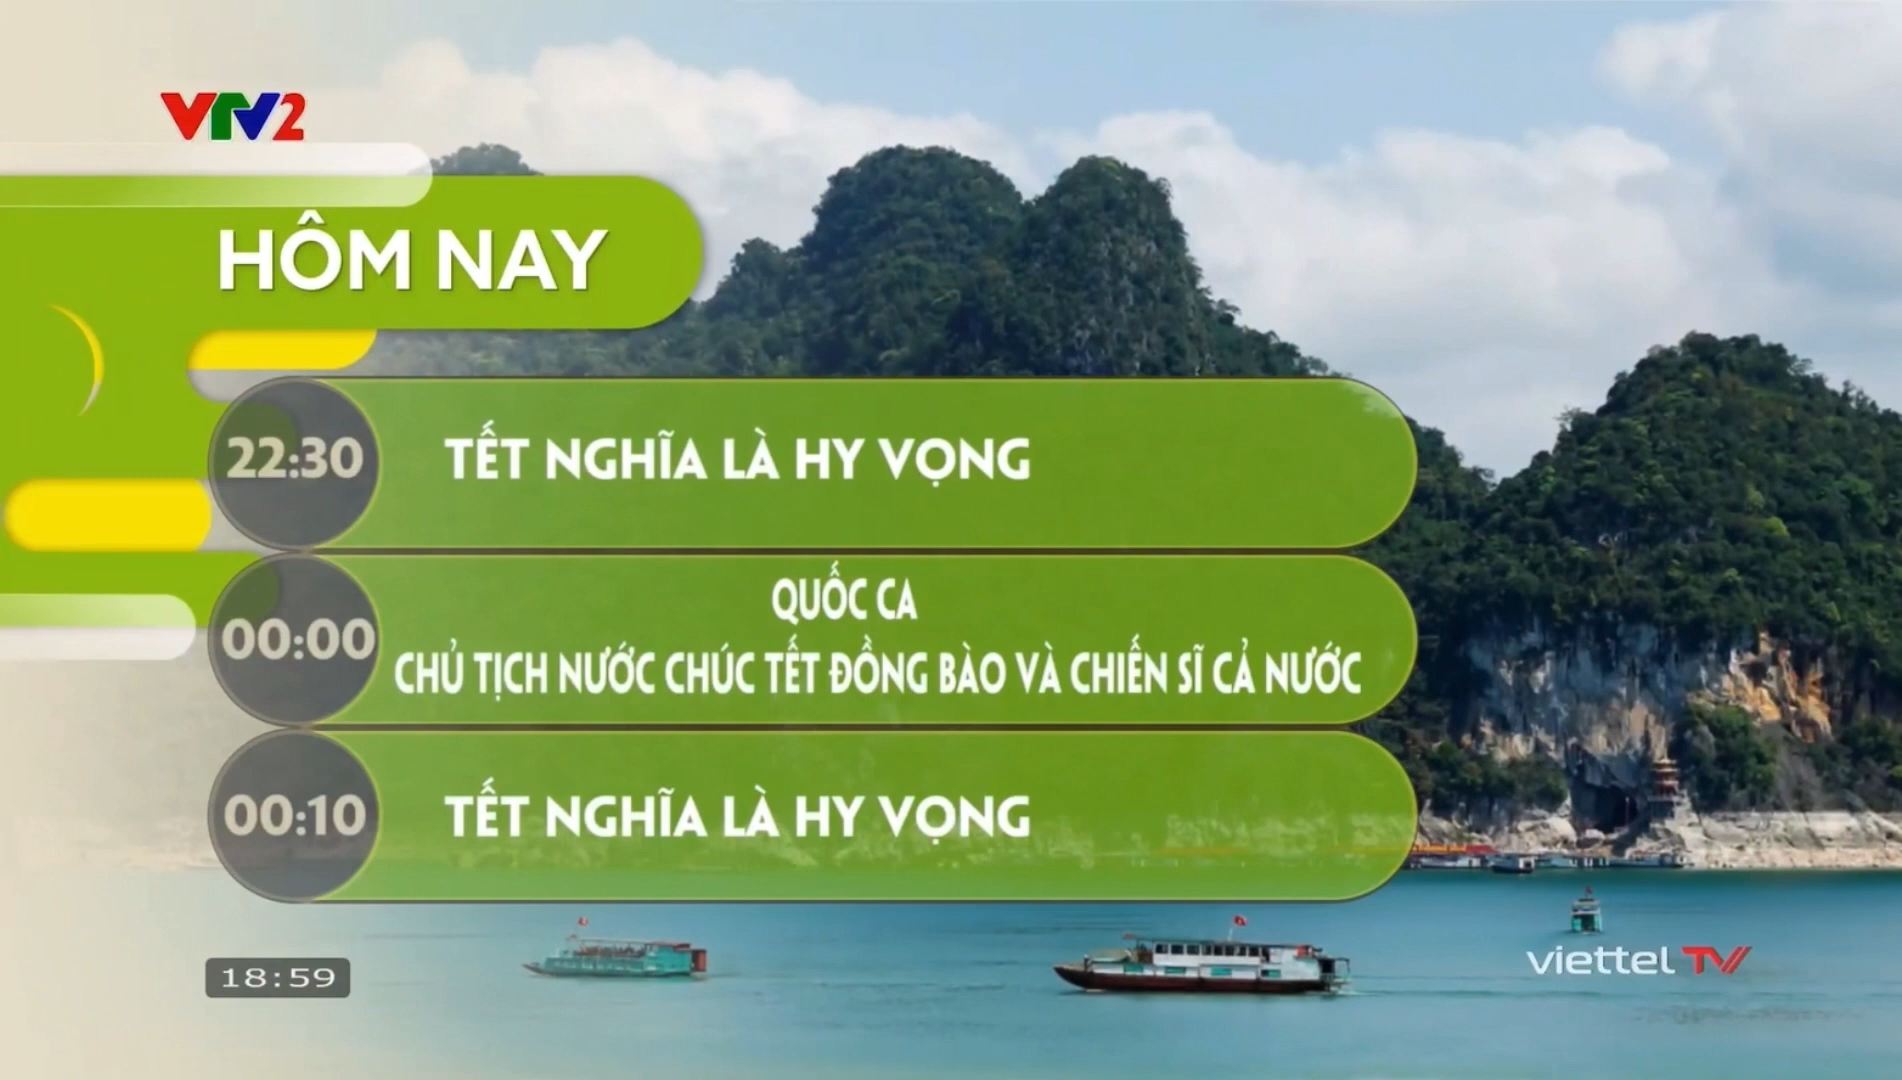 VTV2
HÔM NAY
22:30
TẾT NGHĨA LÀ HY VỌNG
00:00
QUỐC CA
CHỦ TỊCH NƯỚC CHÚC TẾT ĐỒNG BÀO VÀ CHIẾN SĨ CẢ NƯỚC
00:10
TẾT NGHĨA LÀ HY VỌNG
18:59
viettel TV